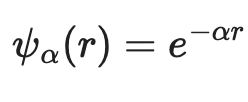 ψ_α(r) = e^{-αr}